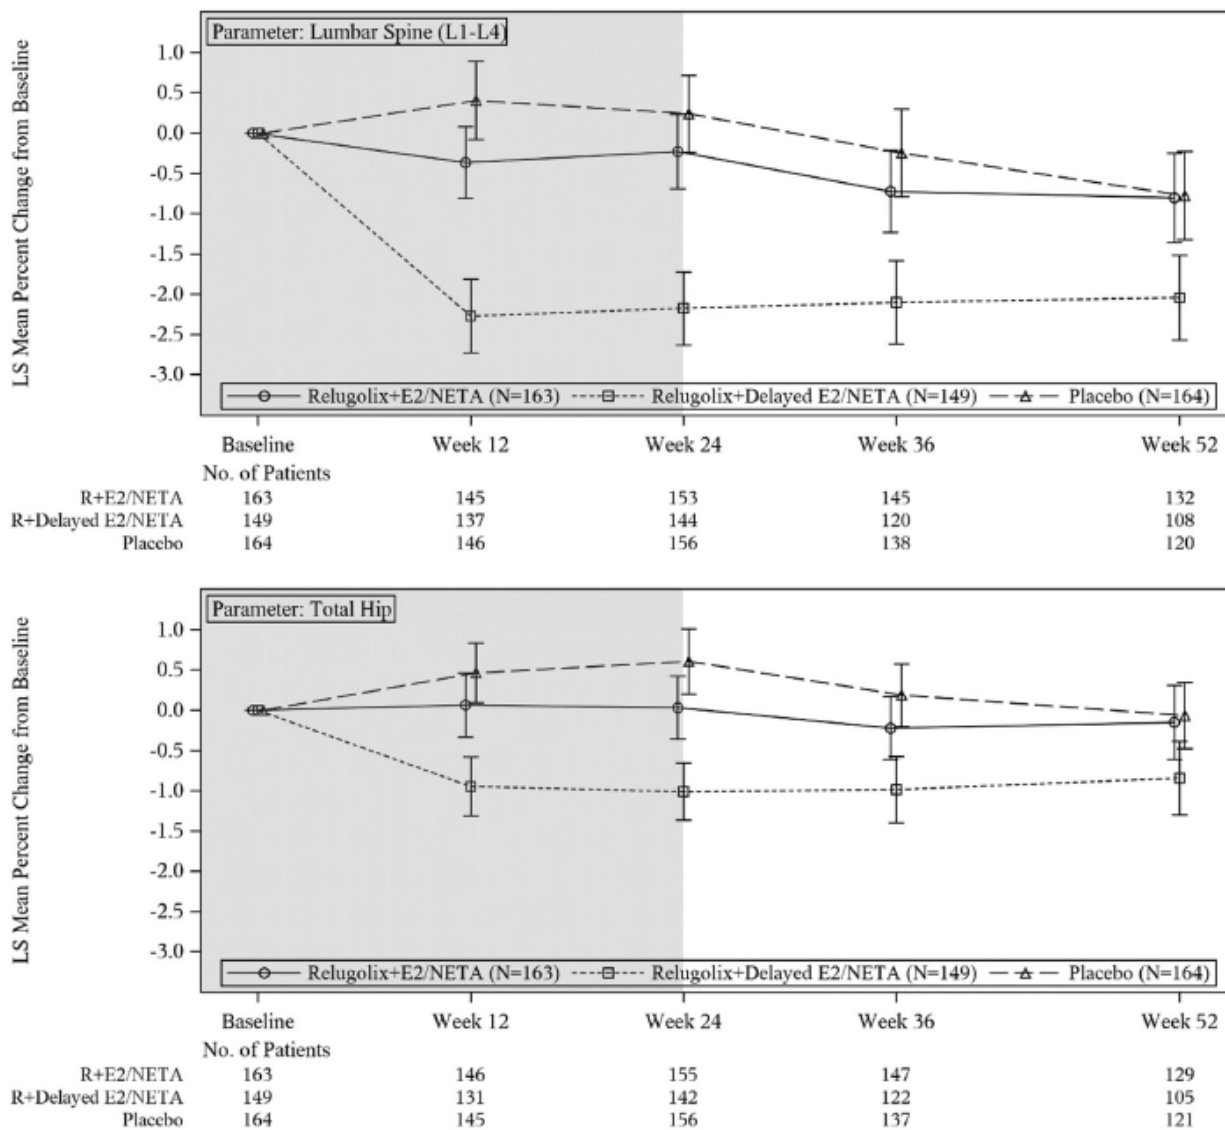 Parameter: Lumbar Spine (L1-L4)
LS Mean Percent Change from Baseline
1.0
0.5
0.0
-0.5
-1.0
-1.5
-2.0
-2.5
-3.0
Relugolix+E2/NETA (N=163) Relugolix+Delayed E2/NETA (N=149) Placebo (N=164)
Baseline Week 12 Week 24 Week 36 Week 52
No. of Patients
R+E2/NETA 163 145 153 145 132
R+Delayed E2/NETA 149 137 144 120 108
Placebo 164 146 156 138 120
Parameter: Total Hip
LS Mean Percent Change from Baseline
1.0
0.5
0.0
-0.5
-1.0
-1.5
-2.0
-2.5
-3.0
Relugolix+E2/NETA (N=163) Relugolix+Delayed E2/NETA (N=149) Placebo (N=164)
Baseline Week 12 Week 24 Week 36 Week 52
No. of Patients
R+E2/NETA 163 146 155 147 129
R+Delayed E2/NETA 149 131 142 122 105
Placebo 164 145 156 137 121